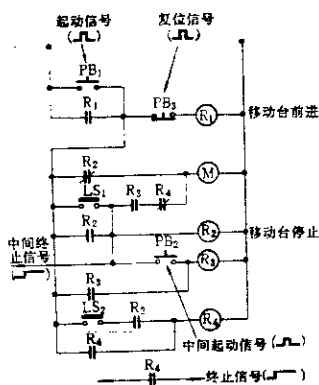 起动信号
复位信号
PB₁
R₁
PB₃
R₁
移动台前进
R₂
M
LS₁
R₃
R₄
R₂
R₂
移动台停止
中间终
止信号
PB₂
R₃
R₃
LS₂
R₂
R₄
R₄
中间起动信号
R₄
终止信号